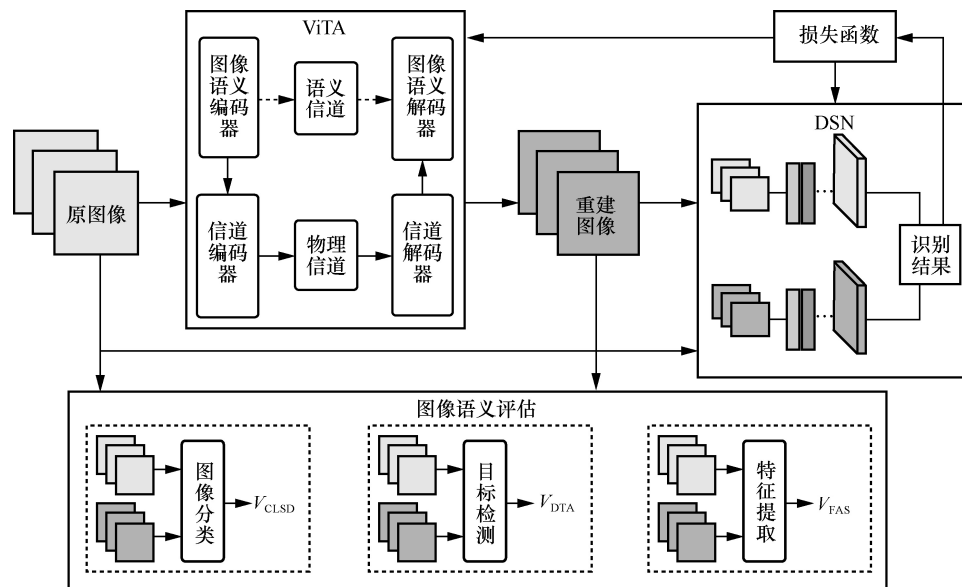 ViTA
图像
语义
编码
器
语义
信道
图像
语义
解码
器
信道
编码
器
物理
信道
信道
解码
器
原图像
重建
图像
损失函数
DSN
识别
结果
图像语义评估
图
像
分
类
V_CLSD
目
标
检
测
V_DTA
特
征
提
取
V_FAS